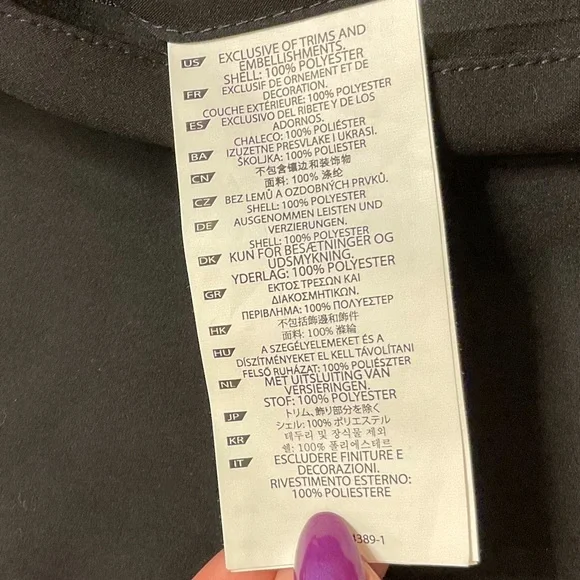 US EXCLUSIVE OF TRIMS AND
EMBELLISHMENTS.
SHELL: 100% POLYESTER
FR EXCLUSIF DE ORNEMENT ET DE
DECORATION.
COUCHE EXTÉRIEURE: 100% POLYESTER
ES EXCLUSIVO DEL RIBETE Y DE LOS
ADORNOS.
CHALECO: 100% POLIÉSTER
BA IZUZETNE PRESVLAKE I UKRASI.
ŠKOLJKA: 100% POLIESTER
CN 不包含镶边和装饰物
面料: 100% 涤纶
CZ BEZ LEMŮ A OZDOBNÝCH PRVKŮ.
SHELL: 100% POLYESTER
DE AUSGENOMMEN LEISTEN UND
VERZIERUNGEN.
SHELL: 100% POLYESTER
DK KUN FOR BESÆTNINGER OG
UDSMYKNING.
YDERLAG: 100% POLYESTER
GR ΕΚΤΟΣ ΤΡΕΣΩΝ ΚΑΙ
ΔΙΑΚΟΣΜΗΤΙΚΩΝ.
ΠΕΡΙΒΛΗΜΑ: 100% ΠΟΛΥΕΣΤΕΡ
HK 不包括飾邊和飾件
面料: 100% 滌綸
HU A SZEGÉLYELEMEKET ÉS A
DÍSZÍTMÉNYEKET EL KELL TÁVOLÍTANI
FELSŐ RUHÁZAT: 100% POLIÉSZTER
NL MET UITSLUITING VAN
VERSIERINGEN.
STOF: 100% POLYESTER
JP トリム、飾り部分を除く
シェル: 100% ポリエステル
KR 테두리 및 장식물 제외
쉘: 100% 폴리에스테르
IT ESCLUDERE FINITURE E
DECORAZIONI.
RIVESTIMENTO ESTERNO:
100% POLIESTERE
389-1